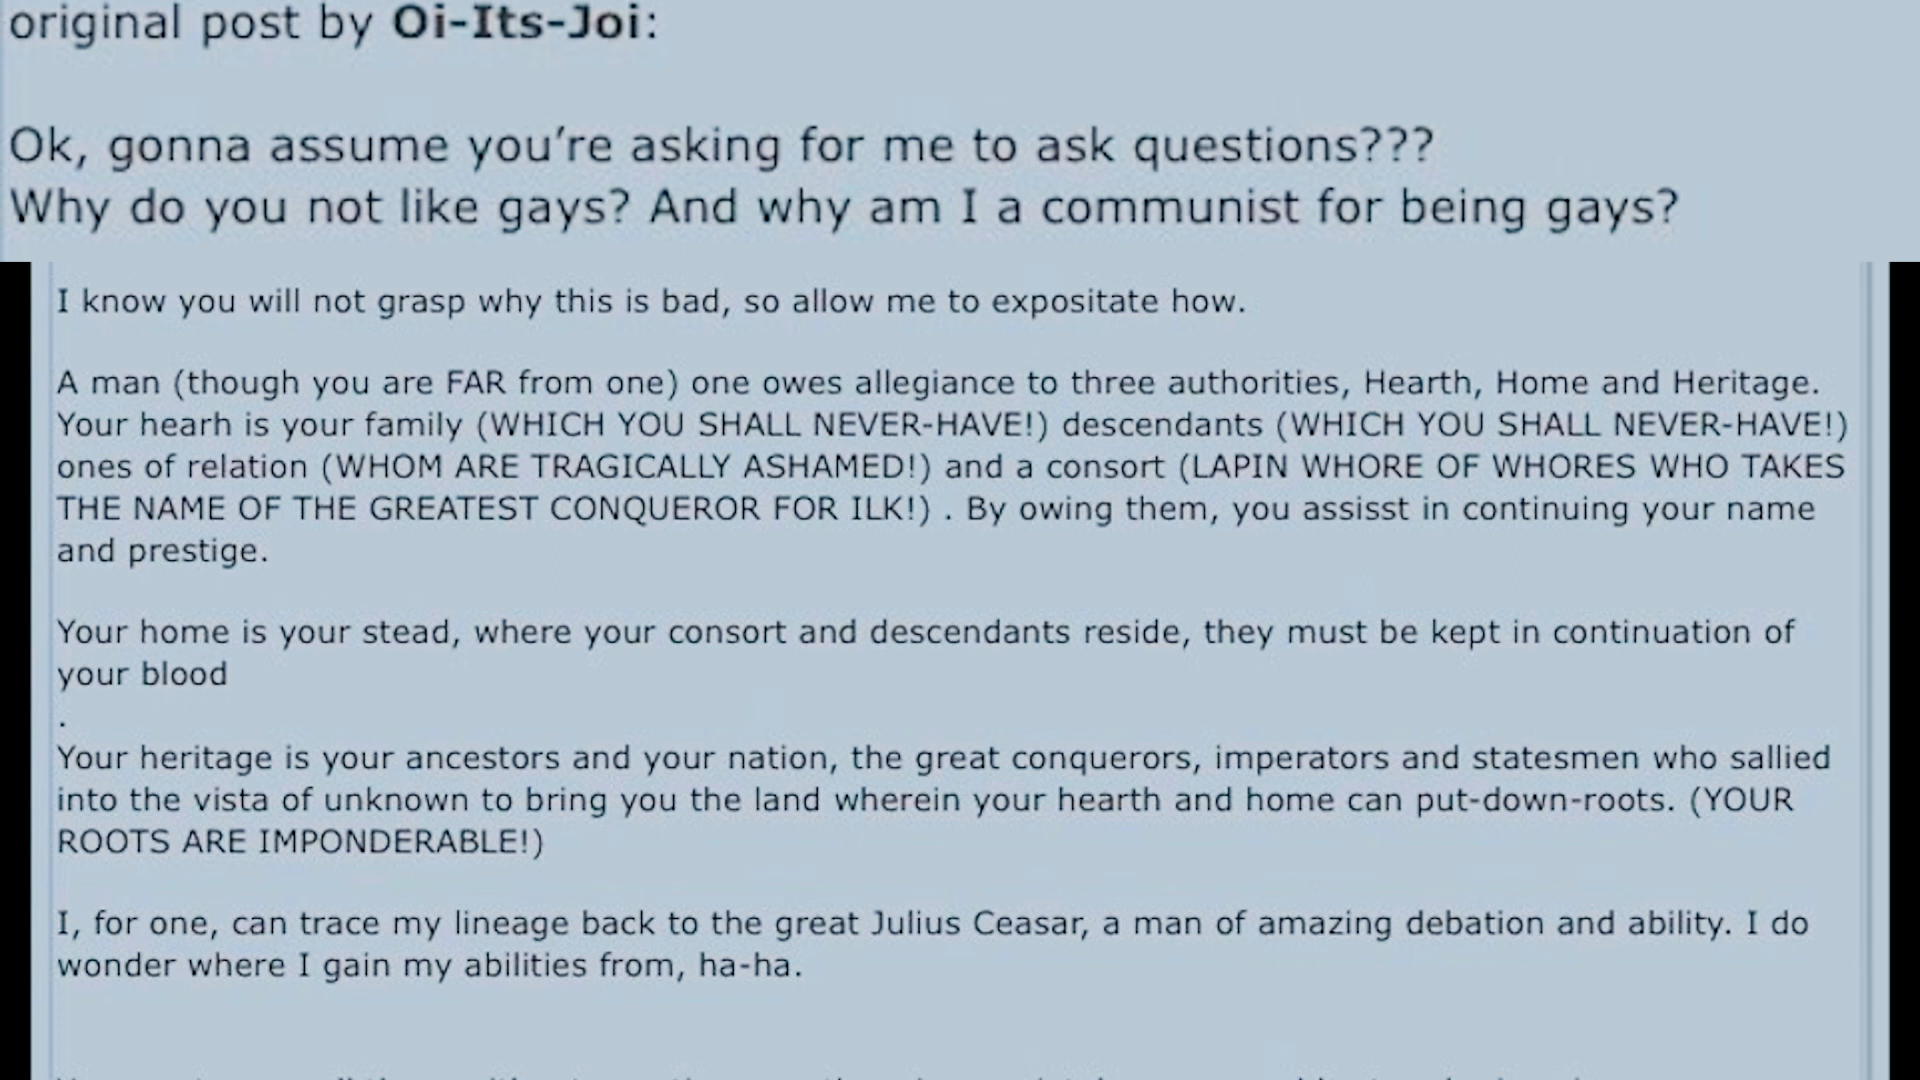 original post by Oi-Its-Joi:
Ok, gonna assume you're asking for me to ask questions???
Why do you not like gays? And why am I a communist for being gays?
I know you will not grasp why this is bad, so allow me to expositate how.
A man (though you are FAR from one) one owes allegiance to three authorities, Hearth, Home and Heritage.
Your hearh is your family (WHICH YOU SHALL NEVER-HAVE!) descendants (WHICH YOU SHALL NEVER-HAVE!)
ones of relation (WHOM ARE TRAGICALLY ASHAMED!) and a consort (LAPIN WHORE OF WHORES WHO TAKES
THE NAME OF THE GREATEST CONQUEROR FOR ILK!) . By owing them, you assisst in continuing your name
and prestige.
Your home is your stead, where your consort and descendants reside, they must be kept in continuation of
your blood
.
Your heritage is your ancestors and your nation, the great conquerors, imperators and statesmen who sallied
into the vista of unknown to bring you the land wherein your hearth and home can put-down-roots. (YOUR
ROOTS ARE IMPONDERABLE!)
I, for one, can trace my lineage back to the great Julius Ceasar, a man of amazing debation and ability. I do
wonder where I gain my abilities from, ha-ha.